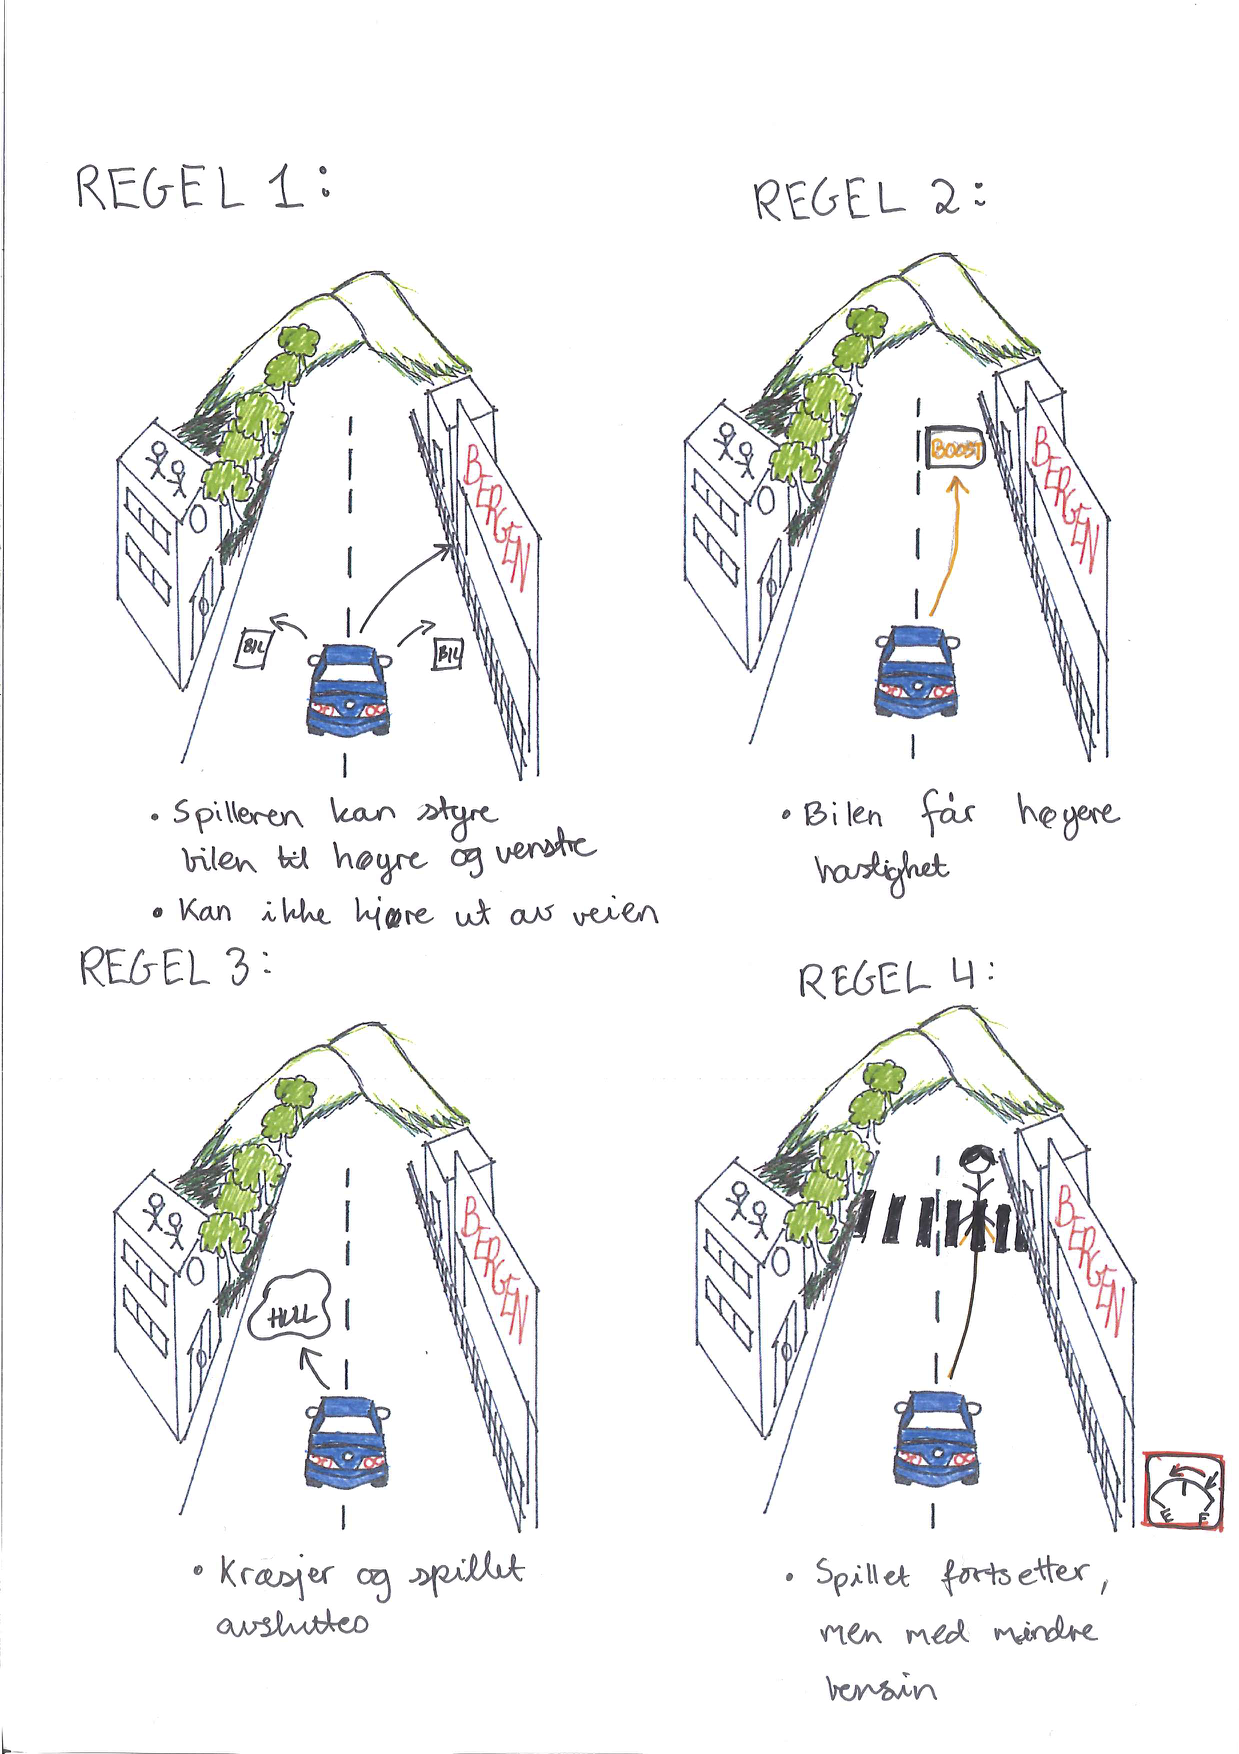 REGEL 1:
BERGEN
BIL
BIL
• Spilleren kan styre
bilen til høyre og venstre
• Kan ikke kjøre ut av veien
REGEL 2:
BOOST
BERGEN
• Bilen får høyere
hastighet
REGEL 3:
BERGEN
HULL
• Kræsjer og spillet
avsluttes
REGEL 4:
BERGEN
E F
• Spillet fortsetter,
men med mindre
bensin